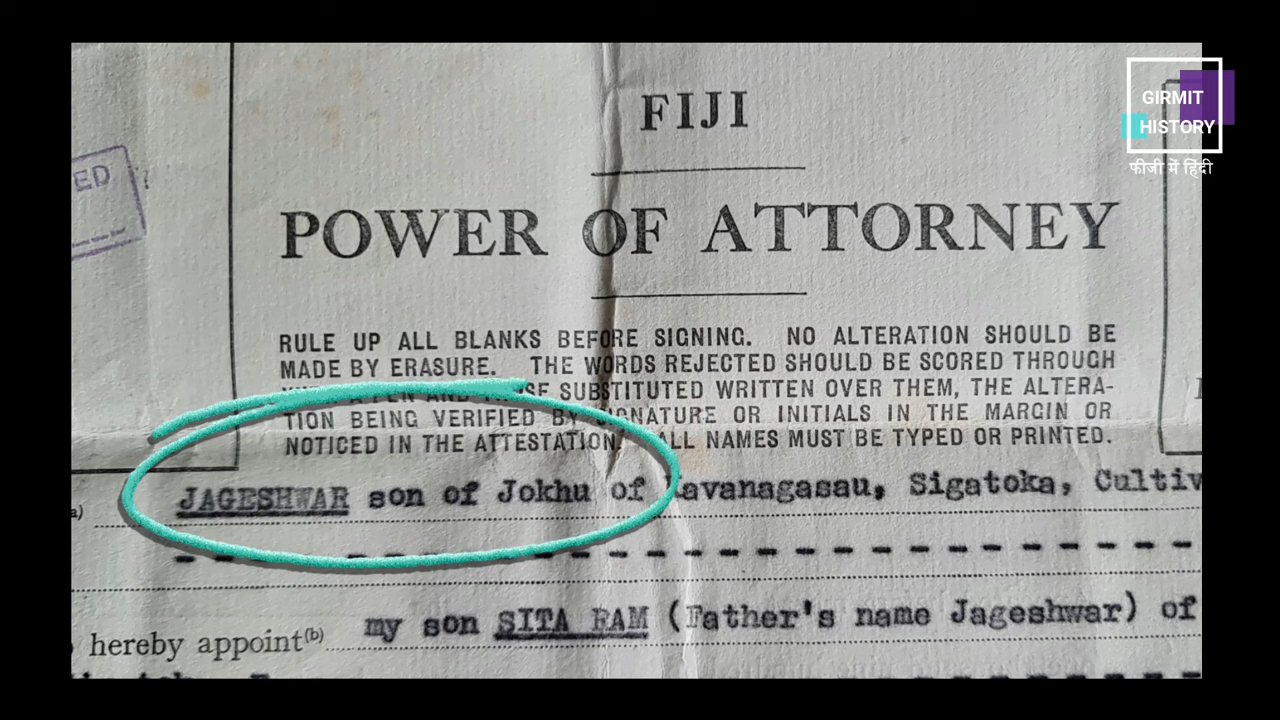 GIRMIT
HISTORY
फीजी में हिंदी
ED
FIJI
POWER OF ATTORNEY
RULE UP ALL BLANKS BEFORE SIGNING. NO ALTERATION SHOULD BE
MADE BY ERASURE. THE WORDS REJECTED SHOULD BE SCORED THROUGH
SUBSTITUTED WRITTEN OVER THEM, THE ALTERA-
TION BEING VERIFIED BY SIGNATURE OR INITIALS IN THE MARGIN OR
NOTICED IN THE ATTESTATION. ALL NAMES MUST BE TYPED OR PRINTED.
JAGESHWAR son of Jokhu of Lavanagasau, Sigatoka, Cultiv
hereby appoint(b) my son SITA RAM (Father's name Jageshwar) of